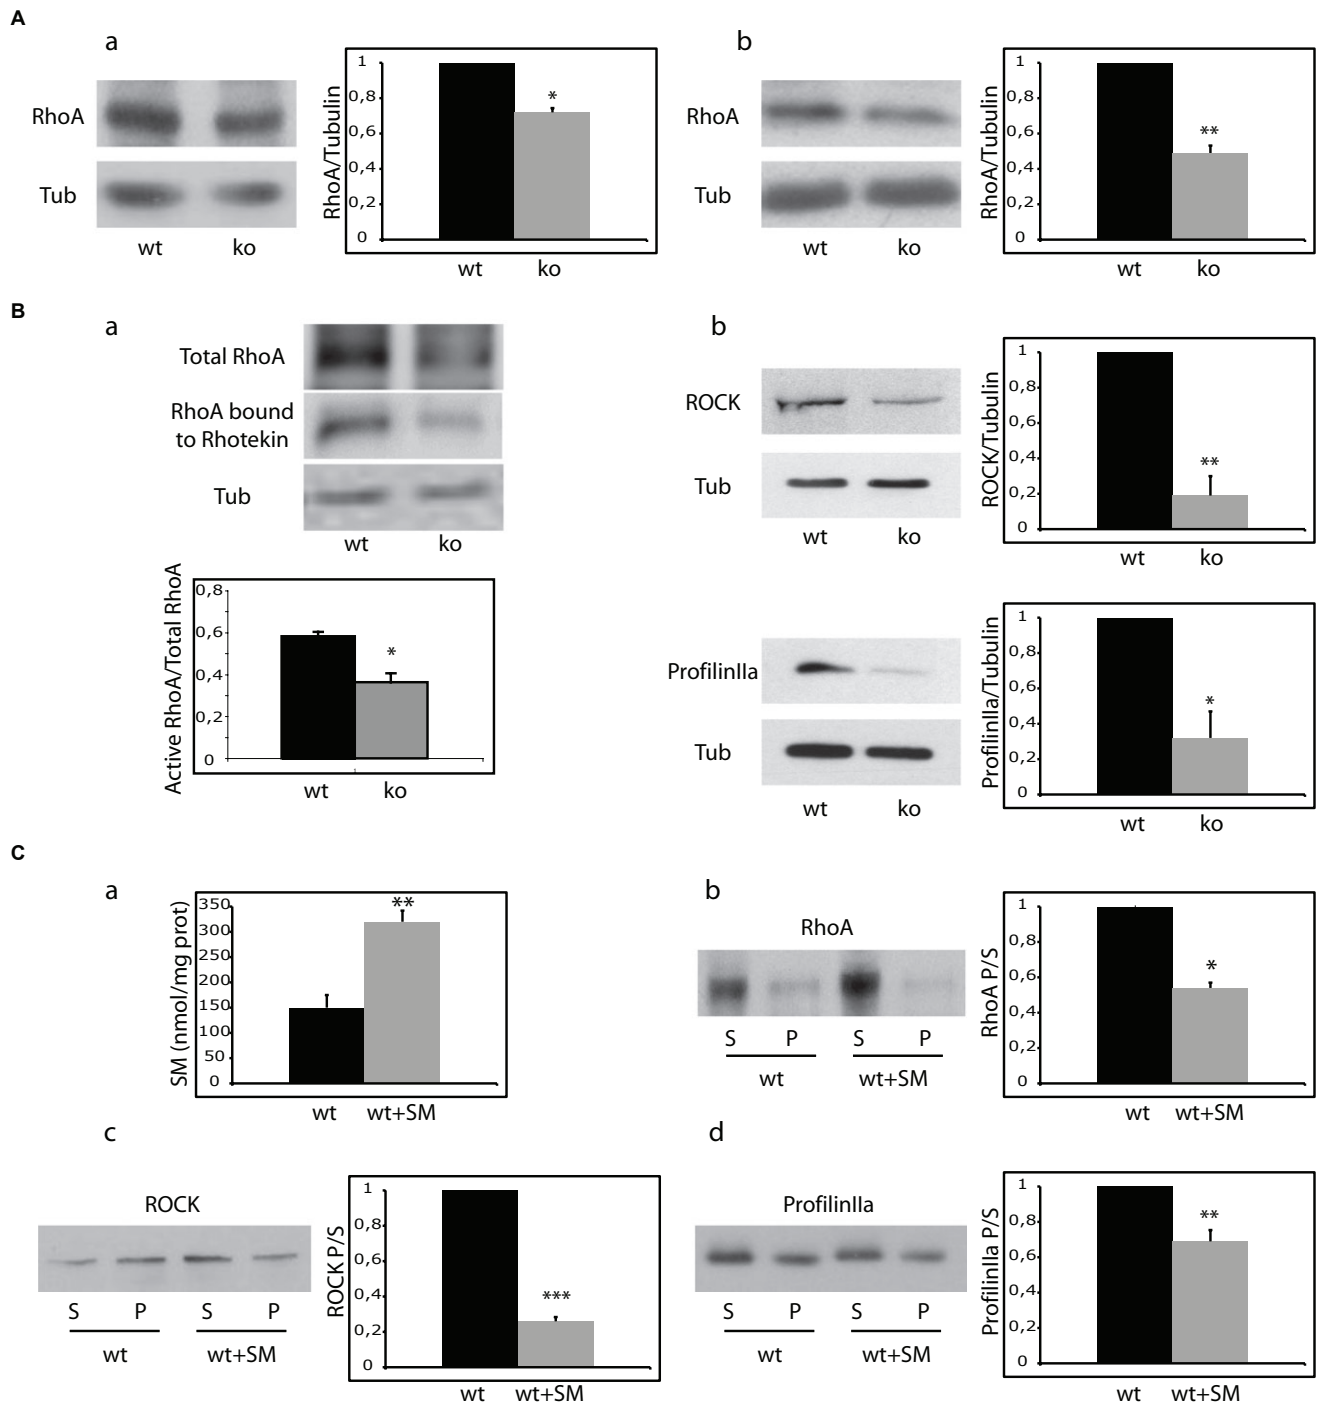 A
a
RhoA
Tub
wt ko
RhoA/Tubulin
1
0,8
0,6
0,4
0,2
0
*
wt ko
b
RhoA
Tub
wt ko
RhoA/Tubulin
1
0,8
0,6
0,4
0,2
0
**
wt ko
B
a
Total RhoA
RhoA bound
to Rhotekin
Tub
wt ko
Active RhoA/Total RhoA
0,8
0,6
0,4
0,2
0
*
wt ko
b
ROCK
Tub
wt ko
ROCK/Tubulin
1
0,8
0,6
0,4
0,2
0
**
wt ko
ProfilinIIa
Tub
wt ko
ProfilinIIa/Tubulin
1
0,8
0,6
0,4
0,2
0
*
wt ko
C
a
SM (nmol/mg prot)
350
300
250
200
150
100
50
0
**
wt wt+SM
b
RhoA
S P S P
wt wt+SM
RhoA P/S
1
0,8
0,6
0,4
0,2
0
*
wt wt+SM
c
ROCK
S P S P
wt wt+SM
ROCK P/S
1
0,8
0,6
0,4
0,2
0
***
wt wt+SM
d
ProfilinIIa
S P S P
wt wt+SM
ProfilinIIa P/S
1
0,8
0,6
0,4
0,2
0
**
wt wt+SM